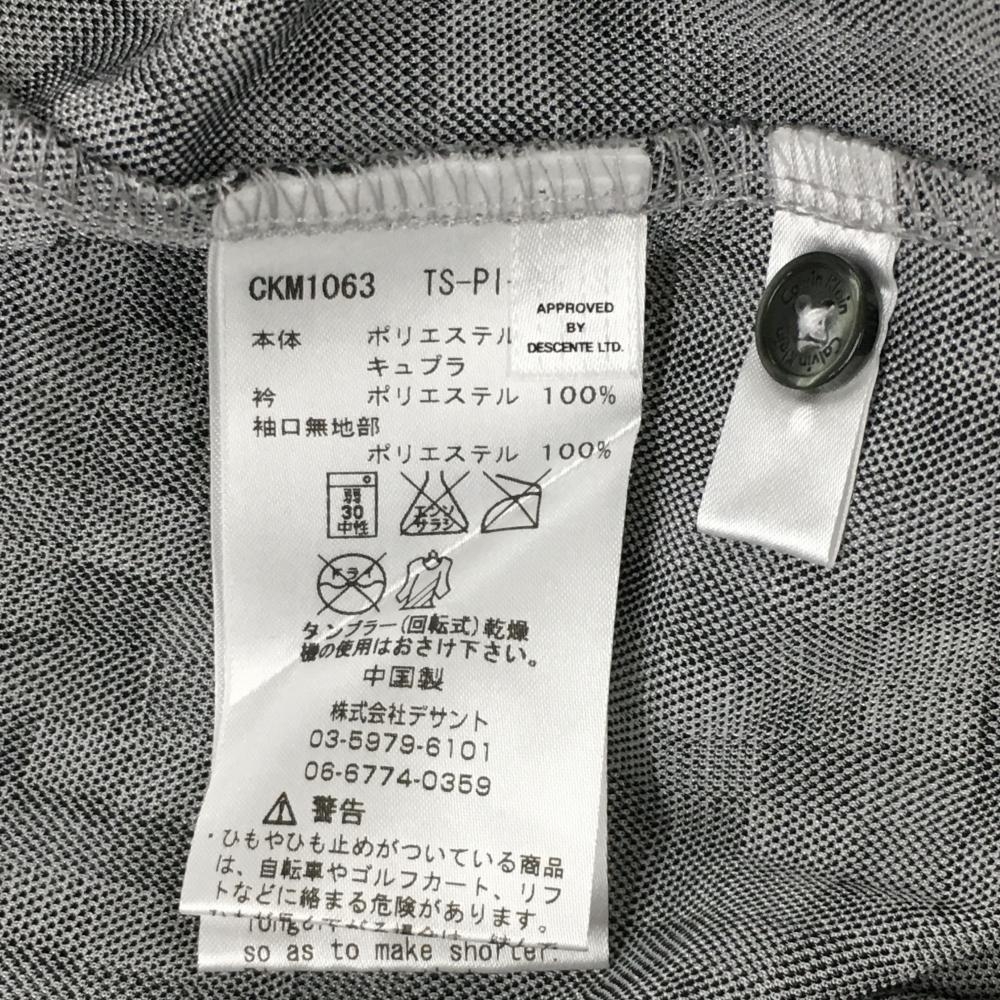 CKM1063 TS-PI-
APPROVED
BY
DESCENTE LTD.
本体 ポリエステル
キュプラ
衿 ポリエステル 100%
袖口無地部
ポリエステル 100%
弱
30
中性
エンソ
サラシ
ドライ
タンブラー(回転式)乾燥
機の使用はおさけ下さい。
中国製
株式会社デサント
03-5979-6101
06-6774-0359
警告
・ひもやひも止めがついている商品
は、自転車やゴルフカート、リフ
トなどに絡まる危険があります。
so as to make shorter.
Calvin Klein
Calvin Klein